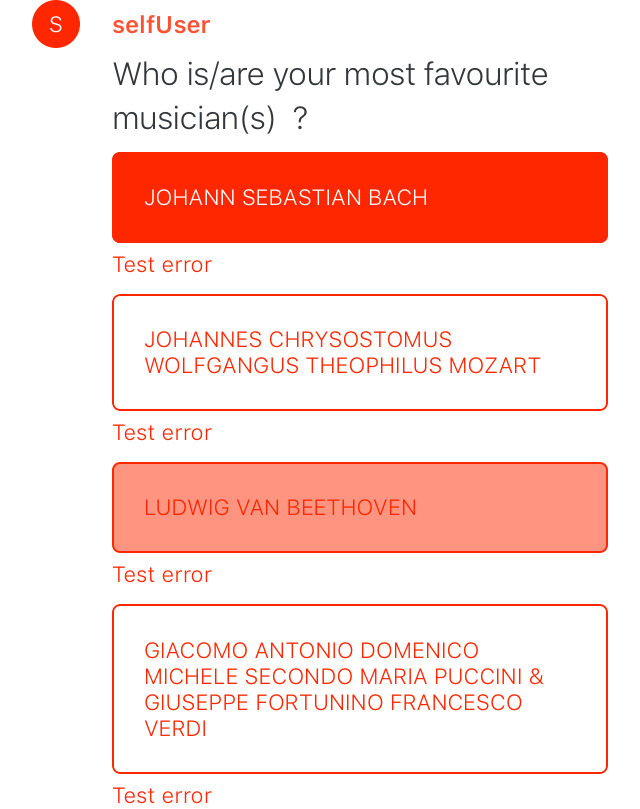 S
selfUser
Who is/are your most favourite
musician(s)  ?
JOHANN SEBASTIAN BACH
Test error
JOHANNES CHRYSOSTOMUS
WOLFGANGUS THEOPHILUS MOZART
Test error
LUDWIG VAN BEETHOVEN
Test error
GIACOMO ANTONIO DOMENICO
MICHELE SECONDO MARIA PUCCINI &
GIUSEPPE FORTUNINO FRANCESCO
VERDI
Test error